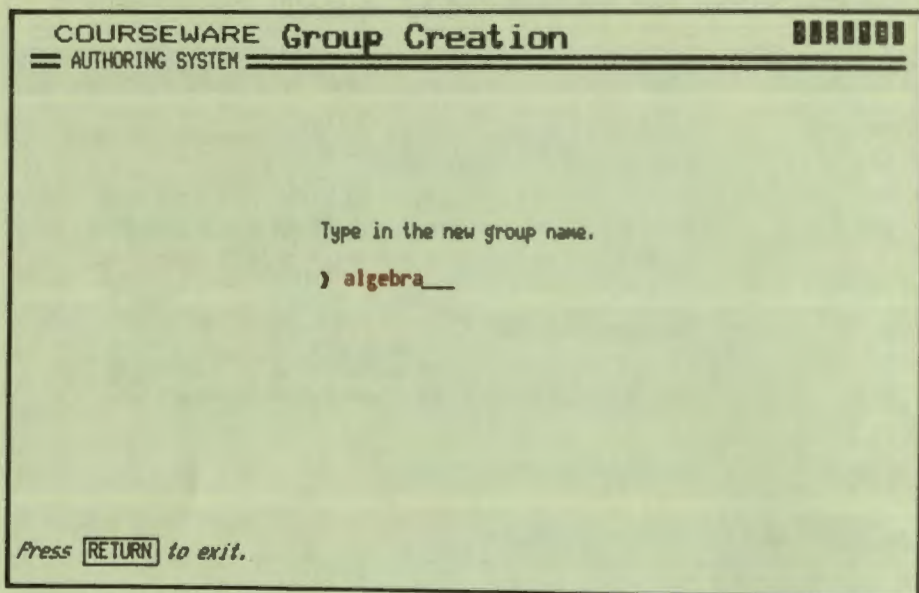 COURSEWARE Group Creation
AUTHORING SYSTEM
Type in the new group name.
❩ algebra__
Press RETURN to exit.